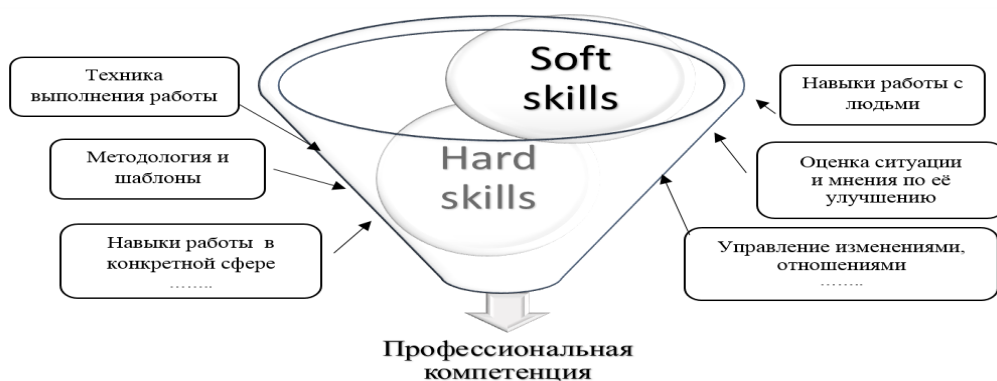 Soft
skills
Hard
skills
Техника
выполнения работы
Методология и
шаблоны
Навыки работы в
конкретной сфере
……..
Навыки работы с
людьми
Оценка ситуации
и мнения по её
улучшению
Управление изменениями,
отношениями
……..
Профессиональная
компетенция